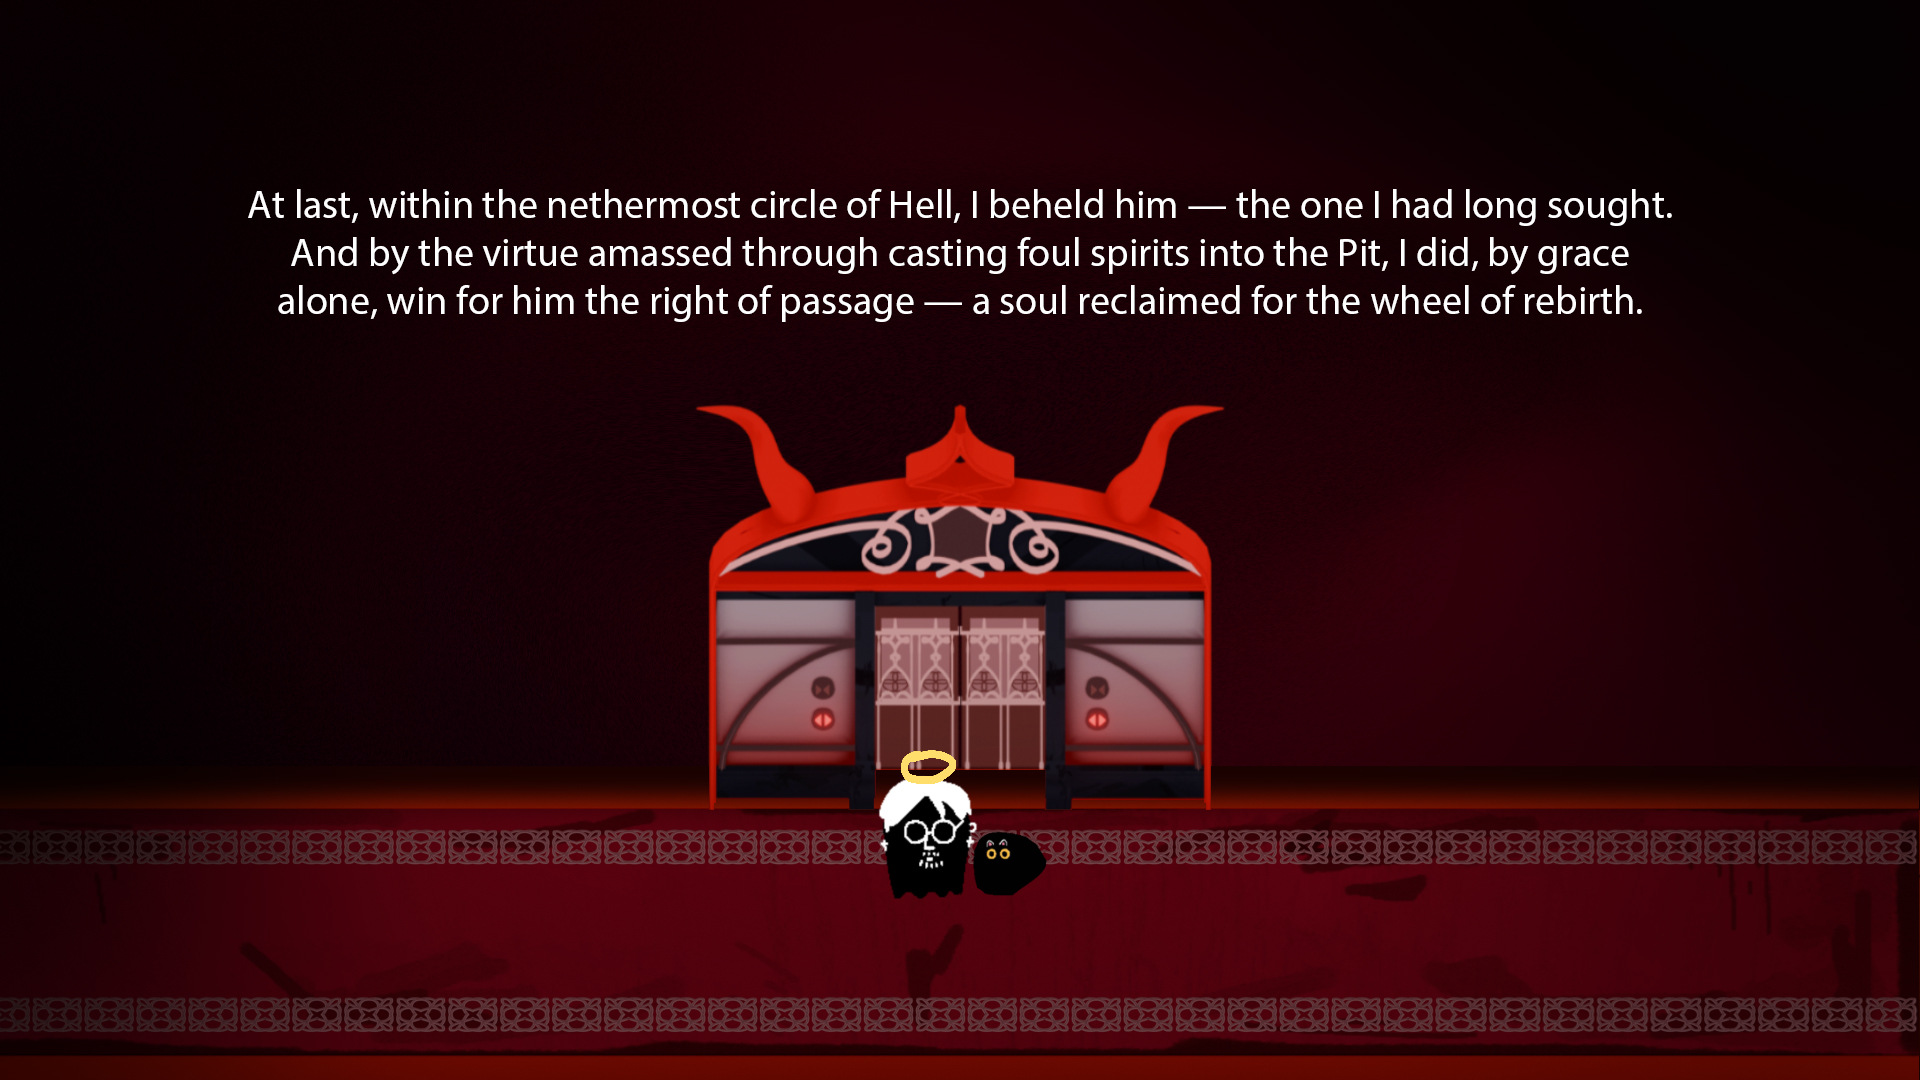 At last, within the nethermost circle of Hell, I beheld him — the one I had long sought.
And by the virtue amassed through casting foul spirits into the Pit, I did, by grace
alone, win for him the right of passage — a soul reclaimed for the wheel of rebirth.